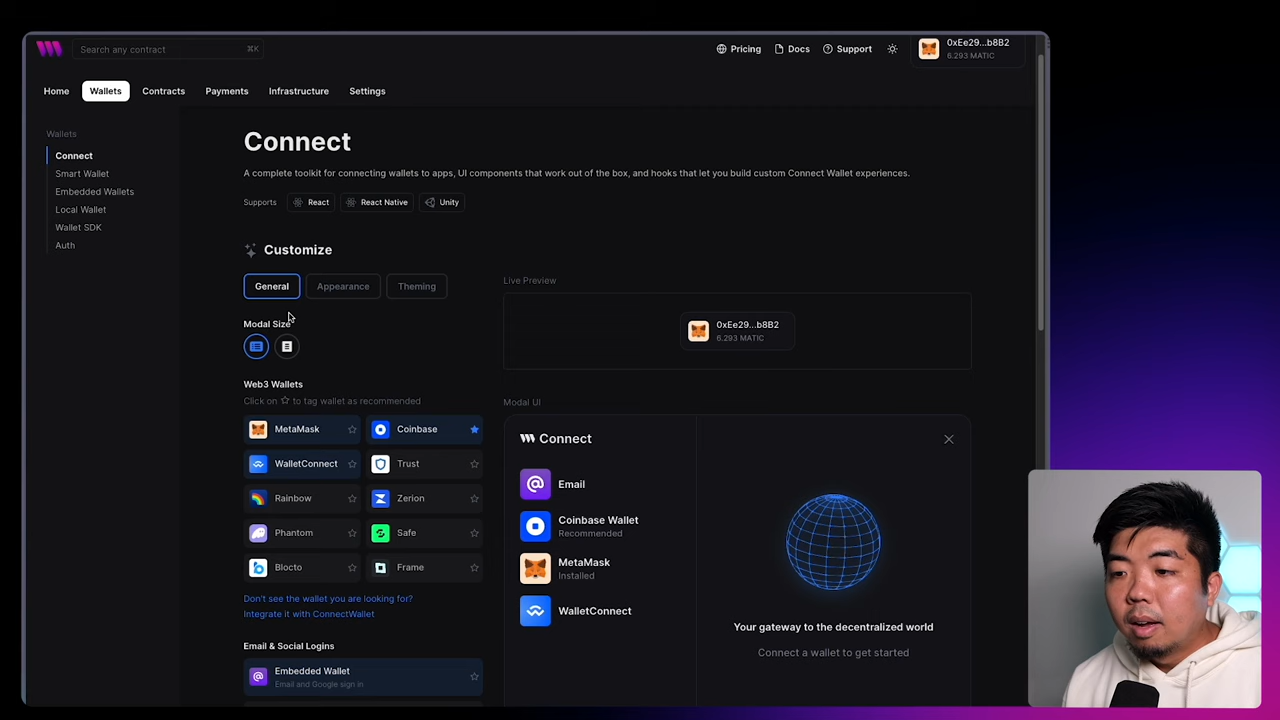 Search any contract
⌘K
Pricing
Docs
Support
0xEe29...b8B2
6.293 MATIC
Home
Wallets
Contracts
Payments
Infrastructure
Settings
Wallets
Connect
Smart Wallet
Embedded Wallets
Local Wallet
Wallet SDK
Auth
Connect
A complete toolkit for connecting wallets to apps, UI components that work out of the box, and hooks that let you build custom Connect Wallet experiences.
Supports
React
React Native
Unity
Customize
General
Appearance
Theming
Modal Size
Web3 Wallets
Click on ☆ to tag wallet as recommended
MetaMask
Coinbase
WalletConnect
Trust
Rainbow
Zerion
Phantom
Safe
Blocto
Frame
Don't see the wallet you are looking for?
Integrate it with ConnectWallet
Email & Social Logins
Embedded Wallet
Email and Google sign in
Live Preview
0xEe29...b8B2
6.293 MATIC
Modal UI
Connect
Email
Coinbase Wallet
Recommended
MetaMask
Installed
WalletConnect
Your gateway to the decentralized world
Connect a wallet to get started